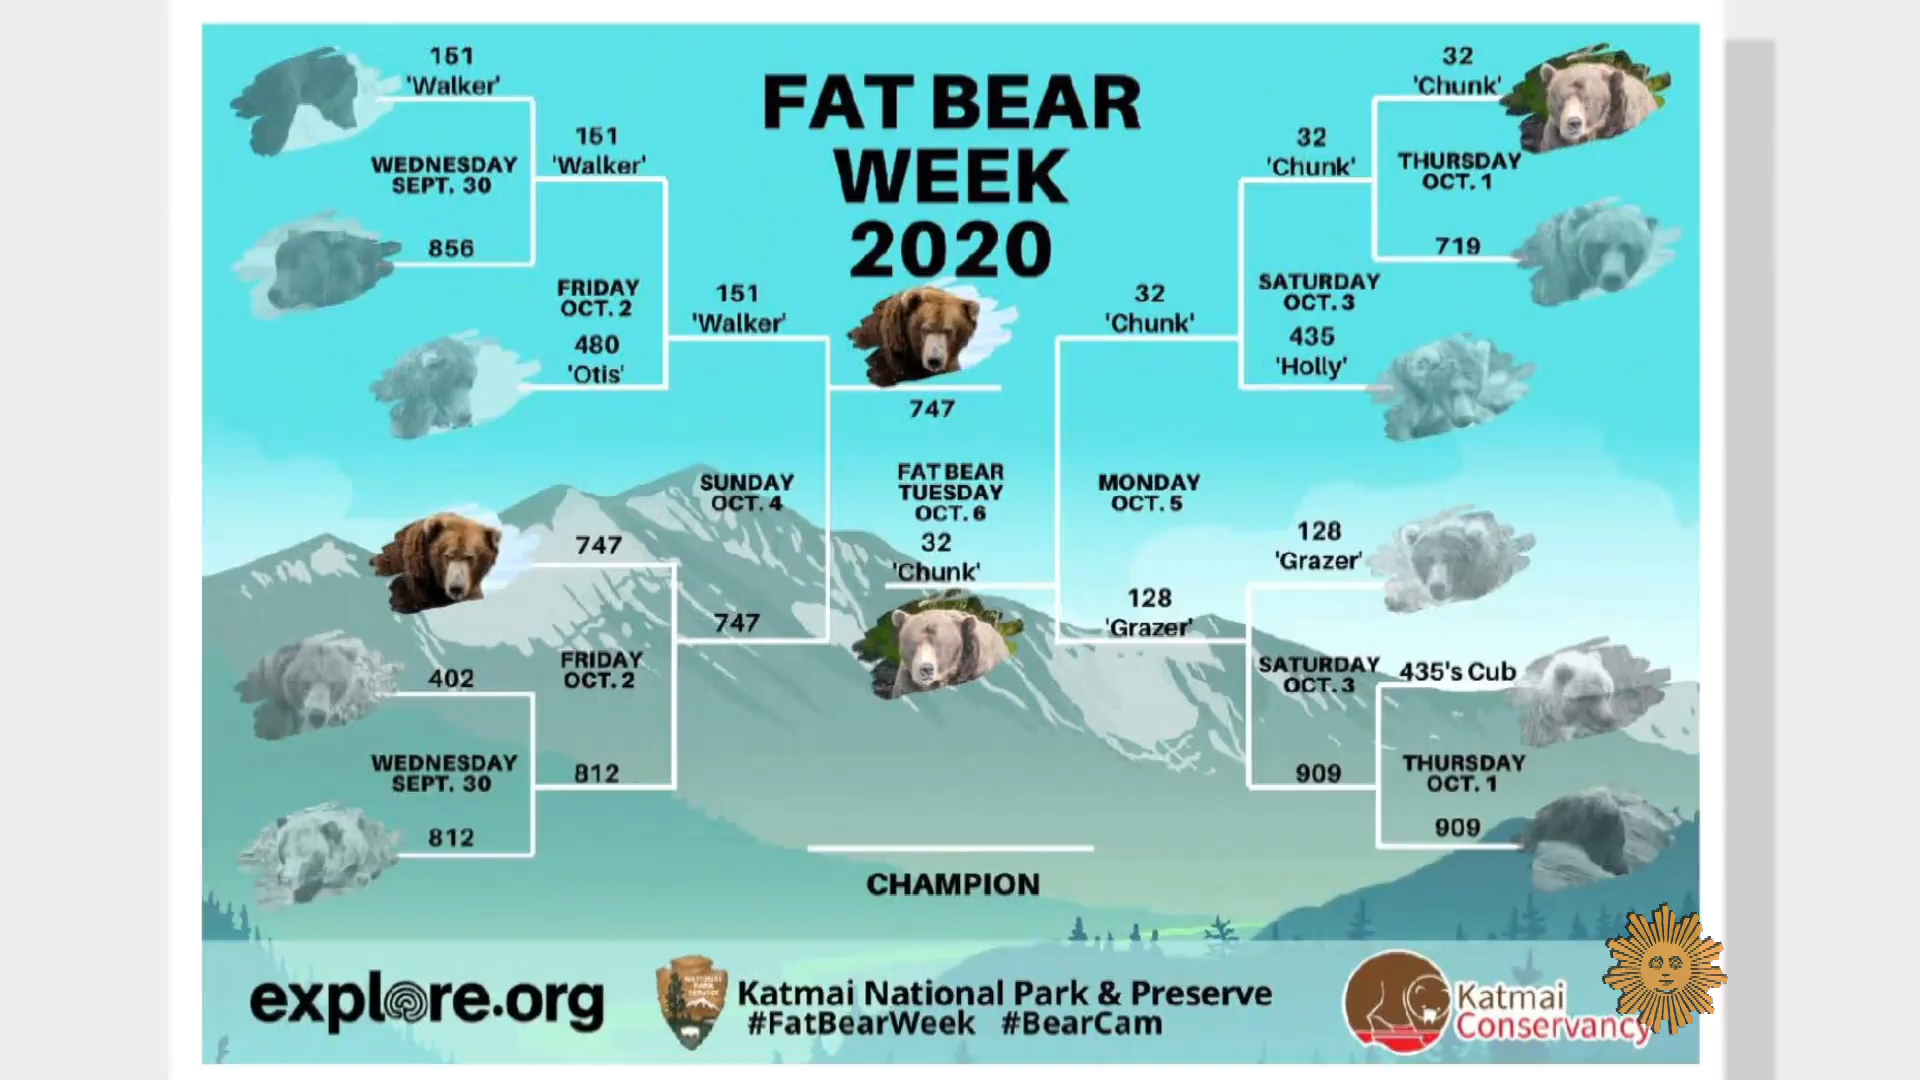 FAT BEAR
WEEK
2020
151
'Walker'
WEDNESDAY
SEPT. 30
856
151
'Walker'
FRIDAY
OCT. 2
480
'Otis'
151
'Walker'
SUNDAY
OCT. 4
747
402
WEDNESDAY
SEPT. 30
812
747
FRIDAY
OCT. 2
812
747
FAT BEAR
TUESDAY
OCT. 6
32
'Chunk'
32
'Chunk'
MONDAY
OCT. 5
128
'Grazer'
32
'Chunk'
SATURDAY
OCT. 3
435
'Holly'
32
'Chunk'
THURSDAY
OCT. 1
719
128
'Grazer'
SATURDAY
OCT. 3
909
435's Cub
THURSDAY
OCT. 1
909
CHAMPION
explore.org
NATIONAL
PARK
SERVICE
Katmai National Park & Preserve
#FatBearWeek #BearCam
Katmai
Conservancy